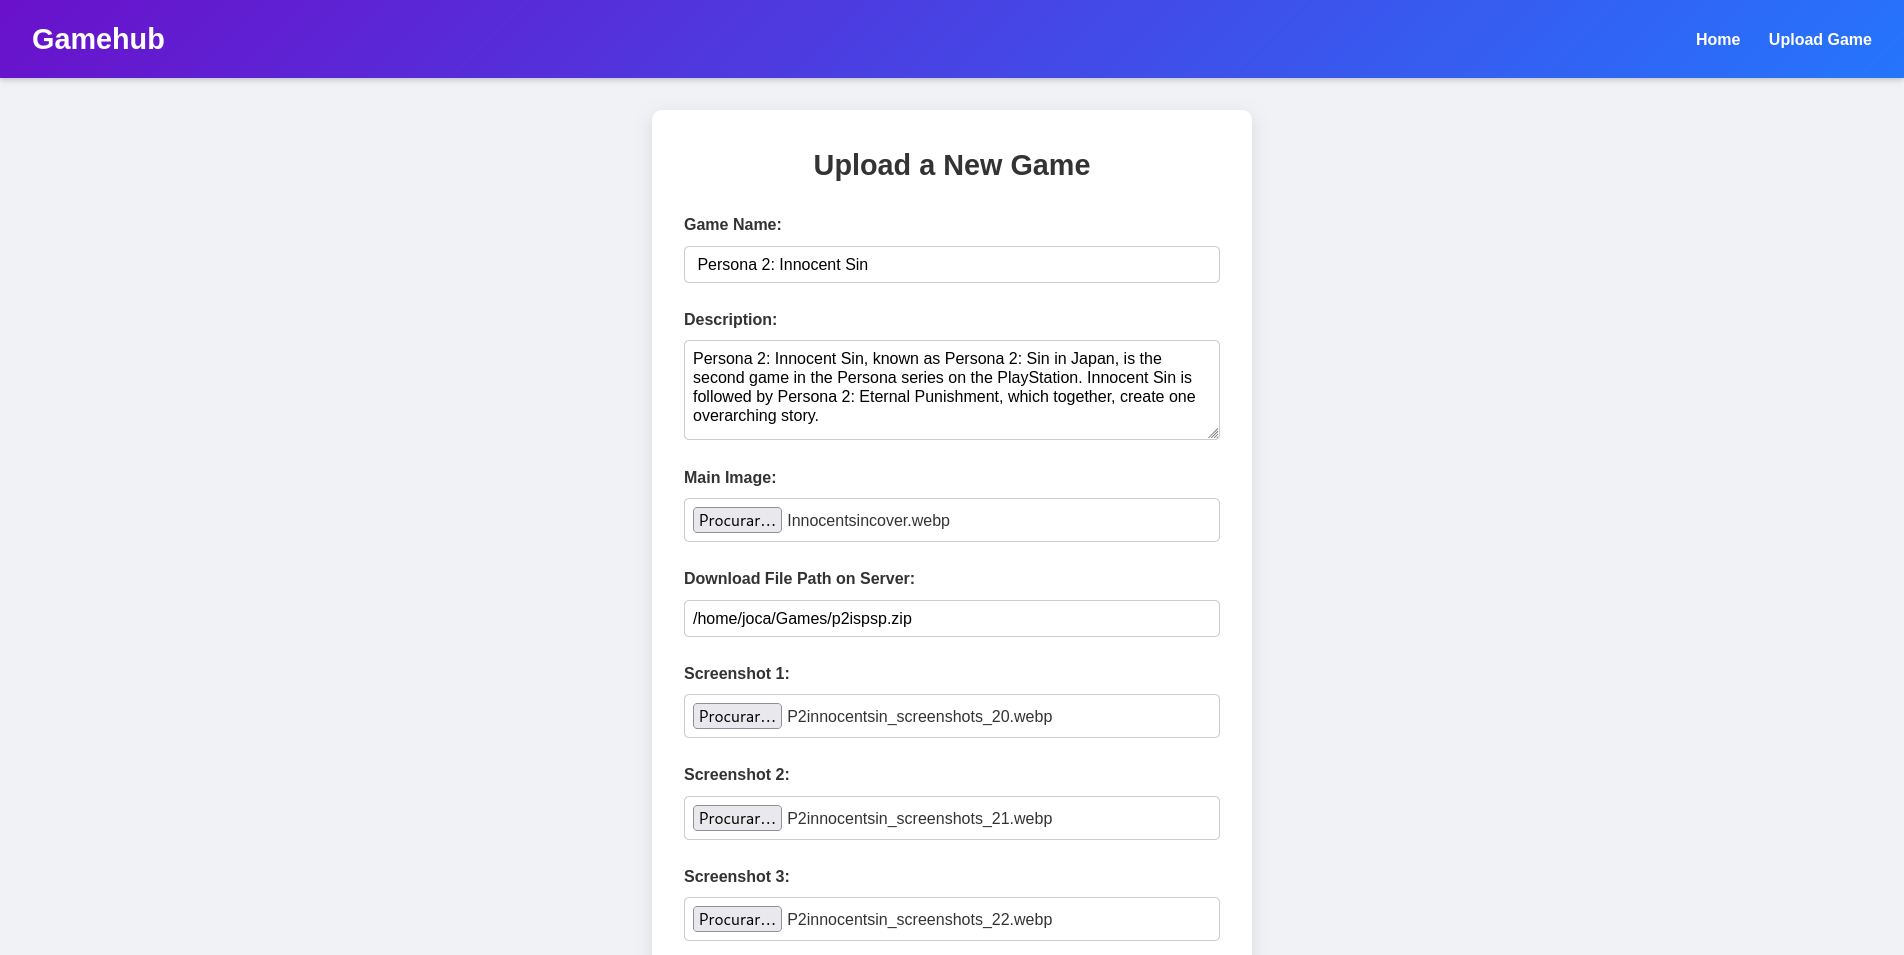 Gamehub
Home
Upload Game
Upload a New Game
Game Name:
Persona 2: Innocent Sin
Description:
Persona 2: Innocent Sin, known as Persona 2: Sin in Japan, is the
second game in the Persona series on the PlayStation. Innocent Sin is
followed by Persona 2: Eternal Punishment, which together, create one
overarching story.
Main Image:
Procurar... Innocentsincover.webp
Download File Path on Server:
/home/joca/Games/p2ispsp.zip
Screenshot 1:
Procurar... P2innocentsin_screenshots_20.webp
Screenshot 2:
Procurar... P2innocentsin_screenshots_21.webp
Screenshot 3:
Procurar... P2innocentsin_screenshots_22.webp